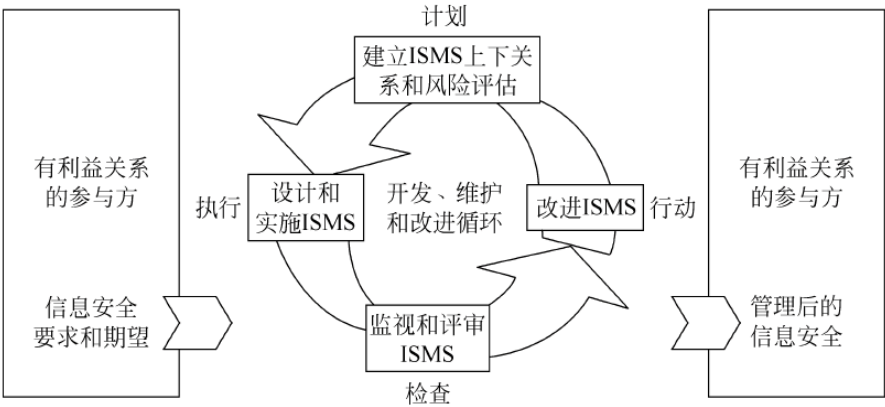 计划
建立ISMS上下关
系和风险评估
有利益关系
的参与方
执行
设计和
实施ISMS
开发、维护
和改进循环
改进ISMS
行动
有利益关系
的参与方
信息安全
要求和期望
监视和评审
ISMS
检查
管理后的
信息安全